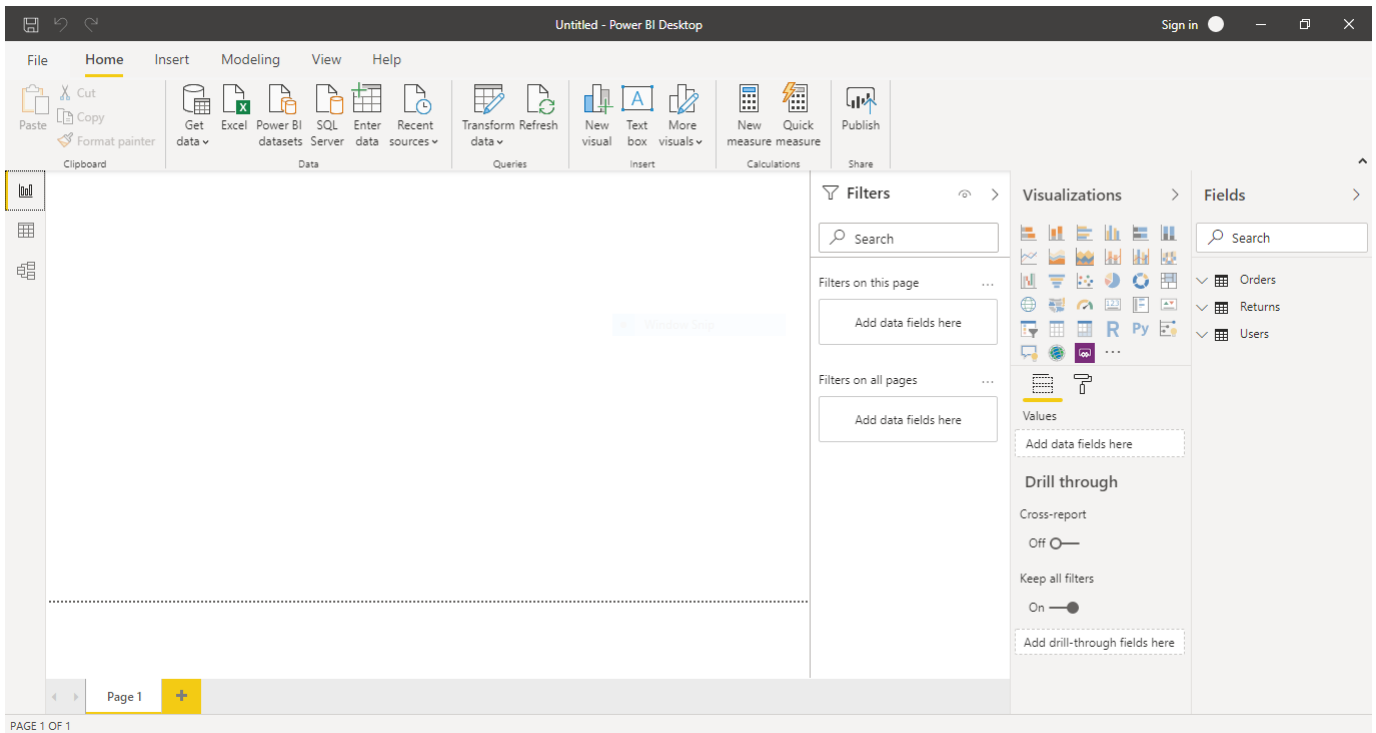 Untitled - Power BI Desktop
Sign in
File Home Insert Modeling View Help
Paste
Cut
Copy
Format painter
Clipboard
Get data
Excel
Power BI datasets
SQL Server
Enter data
Recent sources
Data
Transform data
Refresh
Queries
New visual
Text box
More visuals
Insert
New measure
Quick measure
Calculations
Publish
Share
Window Snip
Filters
Search
Filters on this page
...
Add data fields here
Filters on all pages
...
Add data fields here
Visualizations
123
R Py
...
Values
Add data fields here
Drill through
Cross-report
Off
Keep all filters
On
Add drill-through fields here
Fields
Search
Orders
Returns
Users
Page 1
PAGE 1 OF 1